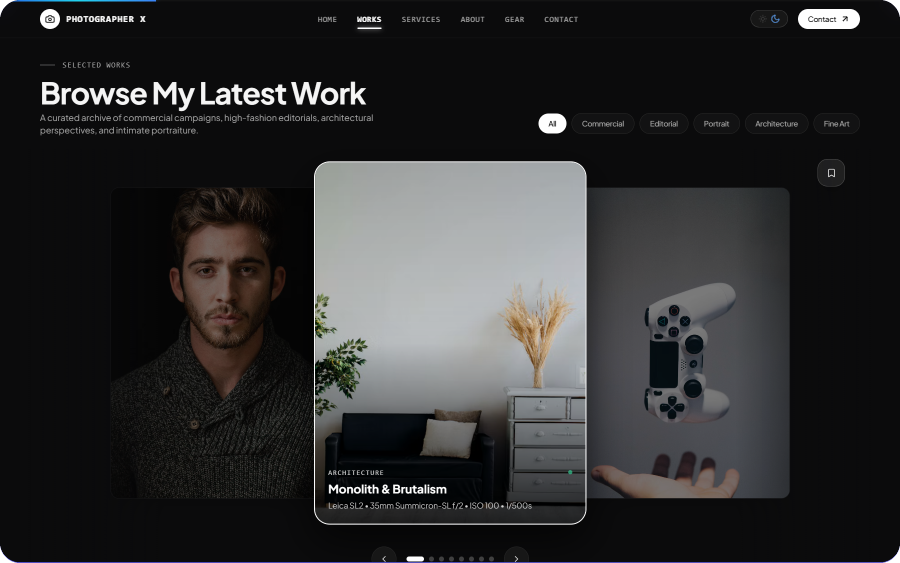 PHOTOGRAPHER X
HOME WORKS SERVICES ABOUT GEAR CONTACT
Contact
SELECTED WORKS
Browse My Latest Work
A curated archive of commercial campaigns, high-fashion editorials, architectural
perspectives, and intimate portraiture.
All Commercial Editorial Portrait Architecture Fine Art
ARCHITECTURE
Monolith & Brutalism
Leica SL2 • 35mm Summicron-SL f/2 • ISO 100 • 1/500s